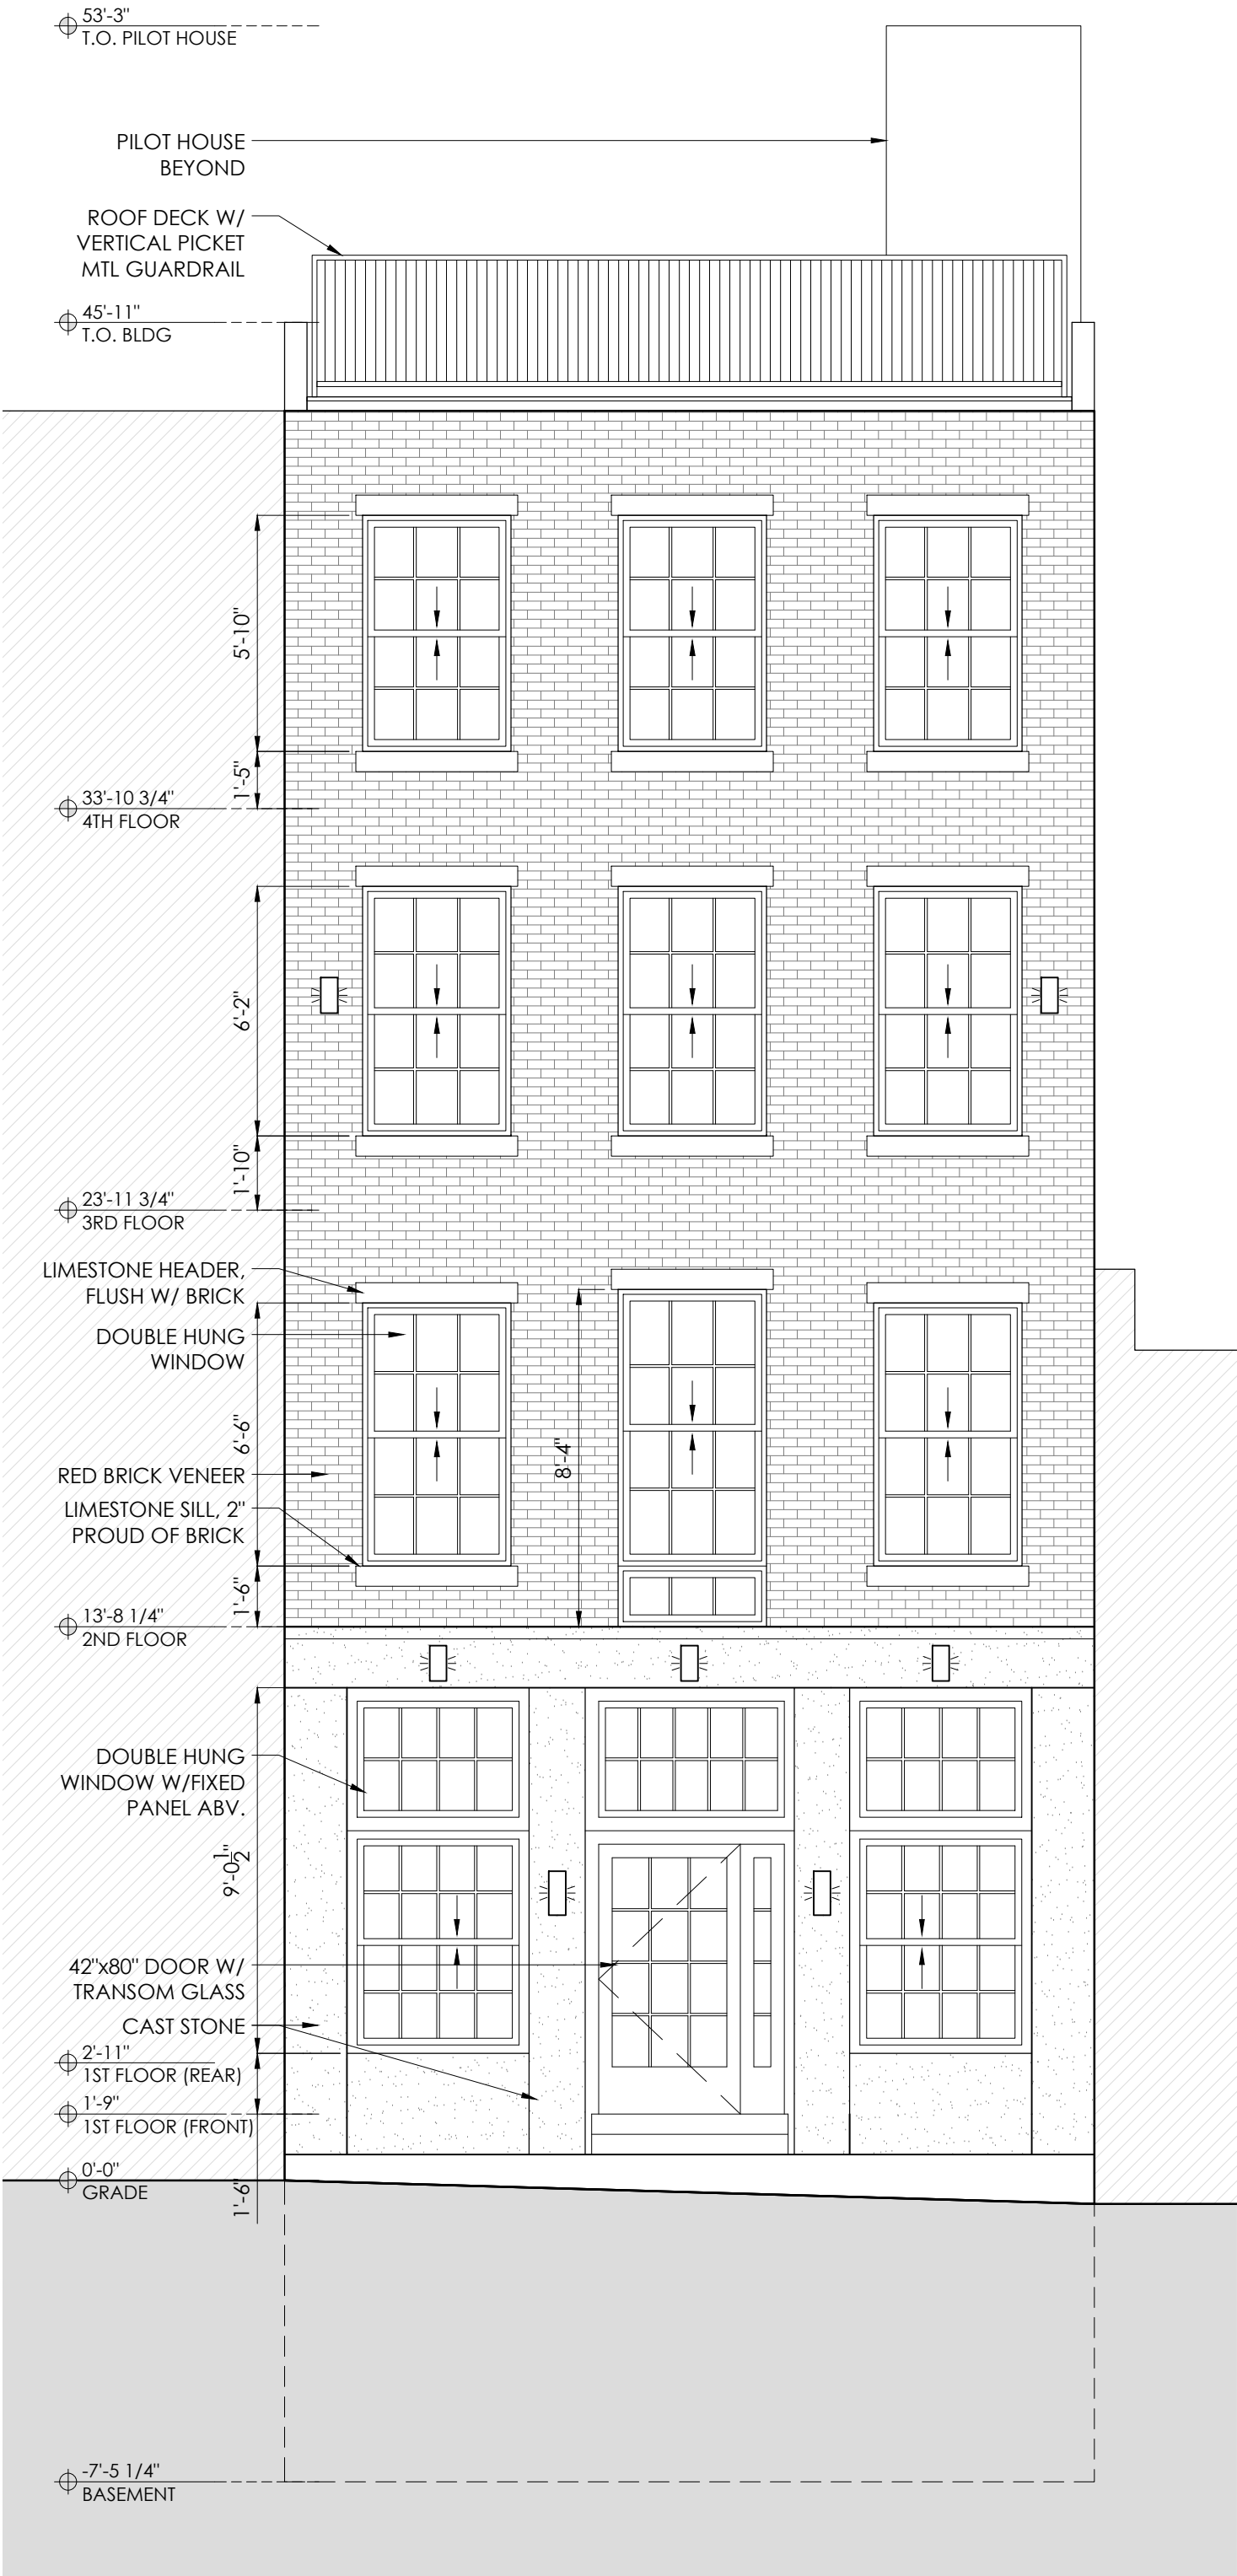 53'-3"
T.O. PILOT HOUSE
PILOT HOUSE
BEYOND
ROOF DECK W/
VERTICAL PICKET
MTL GUARDRAIL
45'-11"
T.O. BLDG
5'-10"
1'-5"
33'-10 3/4"
4TH FLOOR
6'-2"
1'-10"
23'-11 3/4"
3RD FLOOR
LIMESTONE HEADER,
FLUSH W/ BRICK
DOUBLE HUNG
WINDOW
6'-6"
8'-4"
RED BRICK VENEER
LIMESTONE SILL, 2"
PROUD OF BRICK
1'-6"
13'-8 1/4"
2ND FLOOR
DOUBLE HUNG
WINDOW W/FIXED
PANEL ABV.
9'-0 1/2"
42"x80" DOOR W/
TRANSOM GLASS
CAST STONE
2'-11"
1ST FLOOR (REAR)
1'-9"
1ST FLOOR (FRONT)
0'-0"
GRADE
1'-6"
-7'-5 1/4"
BASEMENT